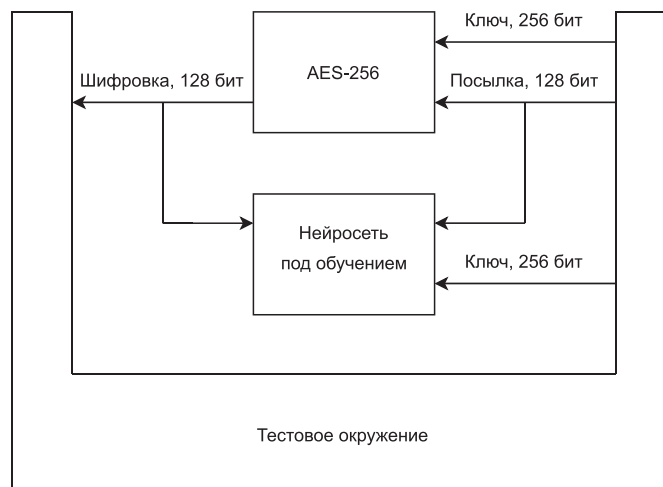 Ключ, 256 бит
AES-256
Шифровка, 128 бит
Посылка, 128 бит
Нейросеть
под обучением
Ключ, 256 бит
Тестовое окружение